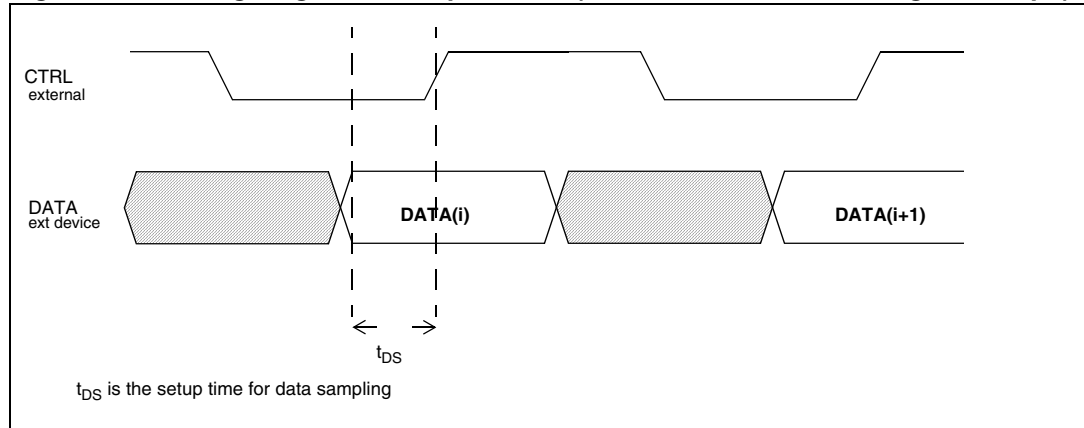 CTRL
external
DATA
ext device
DATA(i)
DATA(i+1)
tDS
tDS is the setup time for data sampling